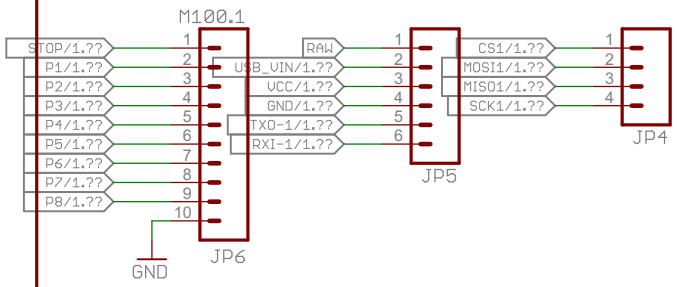 M100.1
STOP/1.?? 1
P1/1.?? 2
P2/1.?? 3
P3/1.?? 4
P4/1.?? 5
P5/1.?? 6
P6/1.?? 7
P7/1.?? 8
P8/1.?? 9
10
GND
JP6
RAW 1
USB_VIN/1.?? 2
VCC/1.?? 3
GND/1.?? 4
TXO-1/1.?? 5
RXI-1/1.?? 6
JP5
CS1/1.?? 1
MOSI1/1.?? 2
MISO1/1.?? 3
SCK1/1.?? 4
JP4